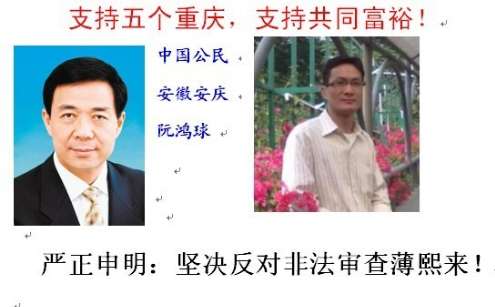 支持五个重庆，支持共同富裕！
中国公民
安徽安庆
阮鸿球
严正申明：坚决反对非法审查薄熙来！